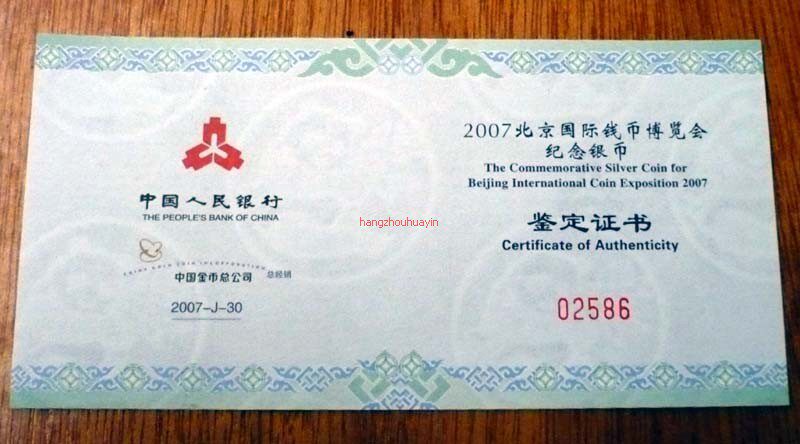 中国人民银行
THE PEOPLE'S BANK OF CHINA
CHINA GOLD COIN INCORPORATION
中国金币总公司 总经销
2007-J-30
2007北京国际钱币博览会
纪念银币
The Commemorative Silver Coin for
Beijing International Coin Exposition 2007
鉴定证书
Certificate of Authenticity
02586
hangzhouhuayin